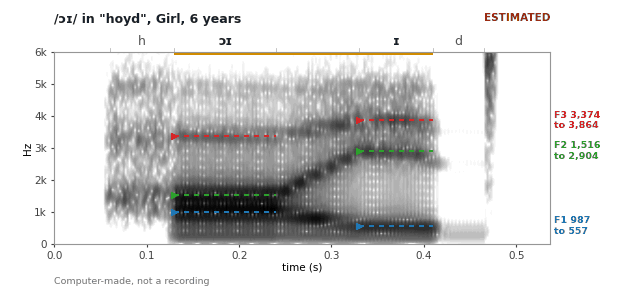 /ɔɪ/ in "hoyd", Girl, 6 years
ESTIMATED
h ɔɪ ɪ d
6k
5k
4k
3k
2k
1k
0
Hz
F3 3,374
to 3,864
F2 1,516
to 2,904
F1 987
to 557
0.0 0.1 0.2 0.3 0.4 0.5
time (s)
Computer-made, not a recording